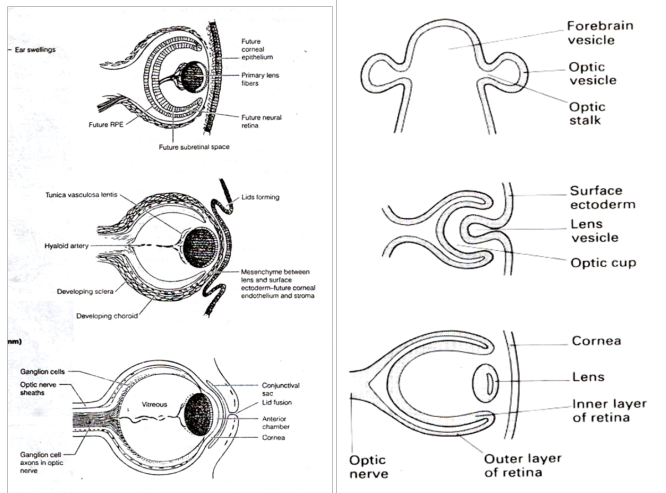 Ear swellings
Future
corneal
epithelium
Primary lens
fibers
Future neural
retina
Future RPE
Future subretinal space
Tunica vasculosa lentis
Lids forming
Hyaloid artery
Mesenchyme between
lens and surface
ectoderm–future corneal
endothelium and stroma
Developing sclera
Developing choroid
nm)
Ganglion cells
Optic nerve
sheaths
Vitreous
Conjunctival
sac
Lid fusion
Anterior
chamber
Cornea
Ganglion cell
axons in optic
nerve
Forebrain
vesicle
Optic
vesicle
Optic
stalk
Surface
ectoderm
Lens
vesicle
Optic cup
Cornea
Lens
Inner layer
of retina
Optic
nerve
Outer layer
of retina